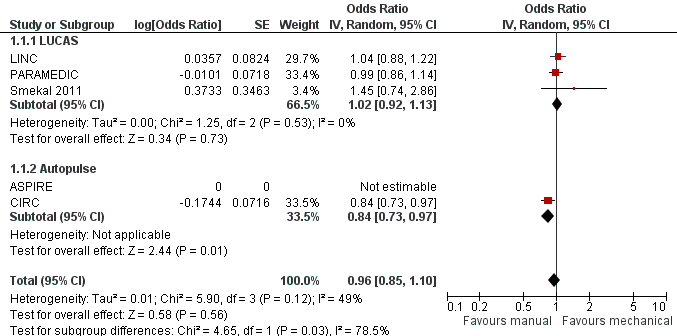 Odds Ratio Odds Ratio
Study or Subgroup log[Odds Ratio] SE Weight IV, Random, 95% CI IV, Random, 95% CI
1.1.1 LUCAS
LINC 0.0357 0.0824 29.7% 1.04 [0.88, 1.22]
PARAMEDIC -0.0101 0.0718 33.4% 0.99 [0.86, 1.14]
Smekal 2011 0.3733 0.3463 3.4% 1.45 [0.74, 2.86]
Subtotal (95% CI) 66.5% 1.02 [0.92, 1.13]
Heterogeneity: Tau² = 0.00; Chi² = 1.25, df = 2 (P = 0.53); I² = 0%
Test for overall effect: Z = 0.34 (P = 0.73)
1.1.2 Autopulse
ASPIRE 0 0 Not estimable
CIRC -0.1744 0.0716 33.5% 0.84 [0.73, 0.97]
Subtotal (95% CI) 33.5% 0.84 [0.73, 0.97]
Heterogeneity: Not applicable
Test for overall effect: Z = 2.44 (P = 0.01)
Total (95% CI) 100.0% 0.96 [0.85, 1.10]
Heterogeneity: Tau² = 0.01; Chi² = 5.90, df = 3 (P = 0.12); I² = 49%
0.1 0.2 0.5 1 2 5 10
Test for overall effect: Z = 0.58 (P = 0.56)
Favours manual Favours mechanical
Test for subgroup differences: Chi² = 4.65, df = 1 (P = 0.03), I² = 78.5%